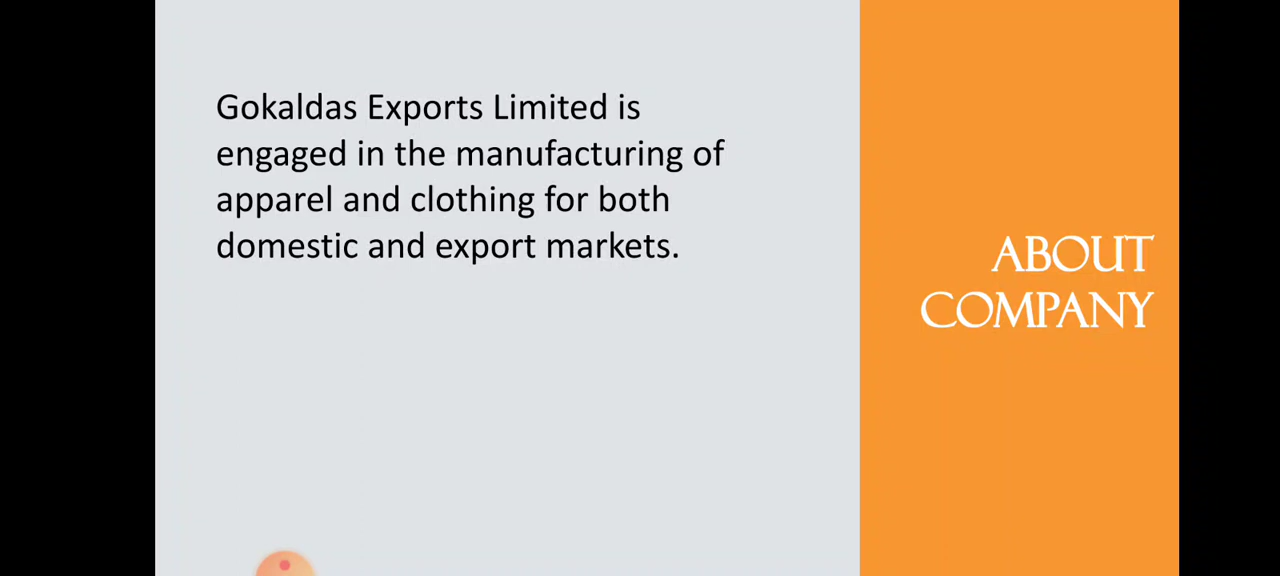 Gokaldas Exports Limited is
engaged in the manufacturing of
apparel and clothing for both
domestic and export markets.
ABOUT
COMPANY